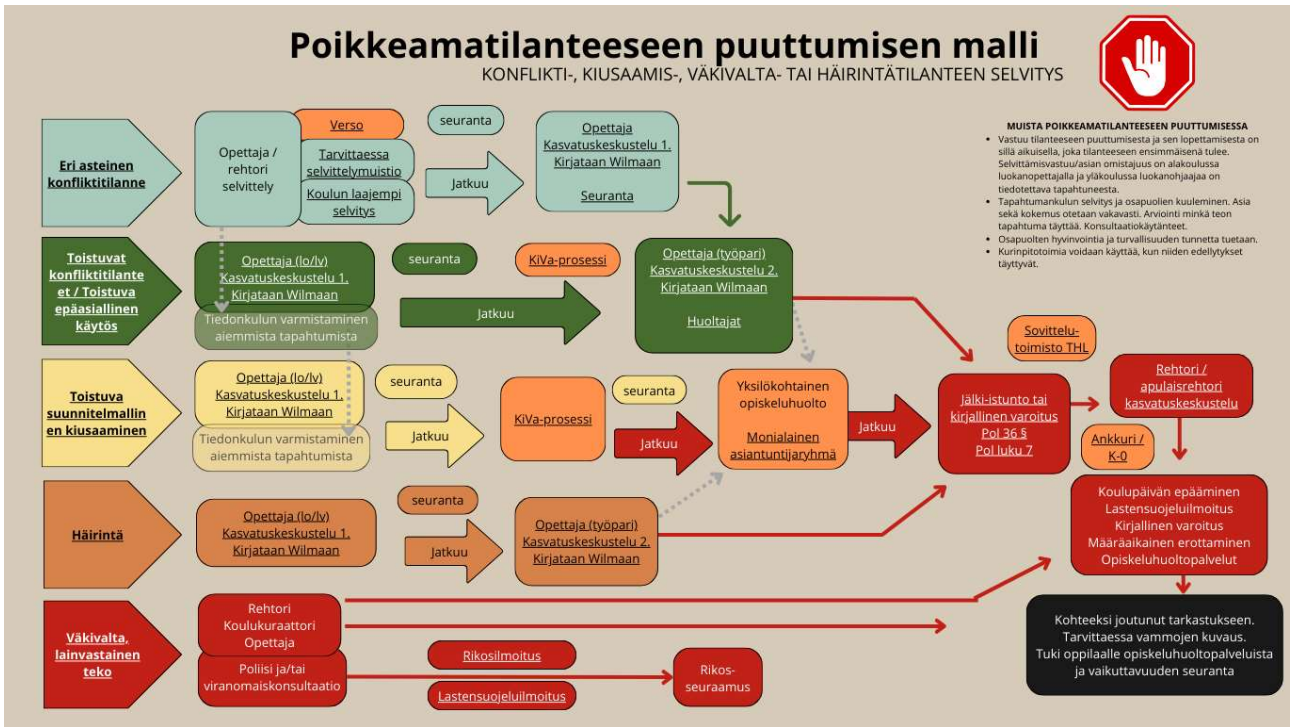 Poikkeamatilanteeseen puuttumisen malli
KONFLIKTI-, KIUSAAMIS-, VÄKIVALTA- TAI HÄIRINTÄTILANTEEN SELVITYS
MUISTA POIKKEAMATILANTEESEEN PUUTTUMISESSA
Vastuu tilanteeseen puuttumisesta ja sen lopettamisesta on
sillä aikuisella, joka tilanteeseen ensimmäisenä tulee.
Selvittämisvastuu/asian omistajuus on alakoulussa
luokanopettajalla ja yläkoulussa luokanohjaajaa on
tiedotettava tapahtuneesta.
Tapahtumankulun selvitys ja osapuolien kuuleminen. Asia
sekä kokemus otetaan vakavasti. Arviointi minkä teon
tapahtuma täyttää. Konsultaatiokäytänteet.
Osapuolten hyvinvointia ja turvallisuuden tunnetta tuetaan.
Kurinpitotoimia voidaan käyttää, kun niiden edellytykset
täyttyvät.
Eri asteinen
konfliktitilanne
Opettaja /
rehtori
selvittely
Verso
Tarvittaessa
selvittelymuistio
Koulun laajempi
selvitys
seuranta
Jatkuu
Opettaja
Kasvatuskeskustelu 1.
Kirjataan Wilmaan
Seuranta
Toistuvat
konfliktitilante
et / Toistuva
epäasiallinen
käytös
Opettaja (lo/lv)
Kasvatuskeskustelu 1.
Kirjataan Wilmaan
Tiedonkulun varmistaminen
aiemmista tapahtumista
seuranta
Jatkuu
KiVa-prosessi
Opettaja (työpari)
Kasvatuskeskustelu 2.
Kirjataan Wilmaan
Huoltajat
Toistuva
suunnitelmallin
en kiusaaminen
Opettaja (lo/lv)
Kasvatuskeskustelu 1.
Kirjataan Wilmaan
Tiedonkulun varmistaminen
aiemmista tapahtumista
seuranta
Jatkuu
KiVa-prosessi
seuranta
Jatkuu
Yksilökohtainen
opiskeluhuolto
Monialainen
asiantuntijaryhmä
Jatkuu
Jälki-istunto tai
kirjallinen varoitus
Pol 36 §
Pol luku 7
Sovittelu-
toimisto THL
Rehtori /
apulaisrehtori
kasvatuskeskustelu
Ankkuri /
K-0
Koulupäivän epääminen
Lastensuojeluilmoitus
Kirjallinen varoitus
Määräaikainen erottaminen
Opiskeluhuoltopalvelut
Häirintä
Opettaja (lo/lv)
Kasvatuskeskustelu 1.
Kirjataan Wilmaan
seuranta
Jatkuu
Opettaja (työpari)
Kasvatuskeskustelu 2.
Kirjataan Wilmaan
Väkivalta,
lainvastainen
teko
Rehtori
Koulukuraattori
Opettaja
Poliisi ja/tai
viranomaiskonsultaatio
Rikosilmoitus
Lastensuojeluilmoitus
Rikos-
seuraamus
Kohteeksi joutunut tarkastukseen.
Tarvittaessa vammojen kuvaus.
Tuki oppilaalle opiskeluhuoltopalveluista
ja vaikuttavuuden seuranta